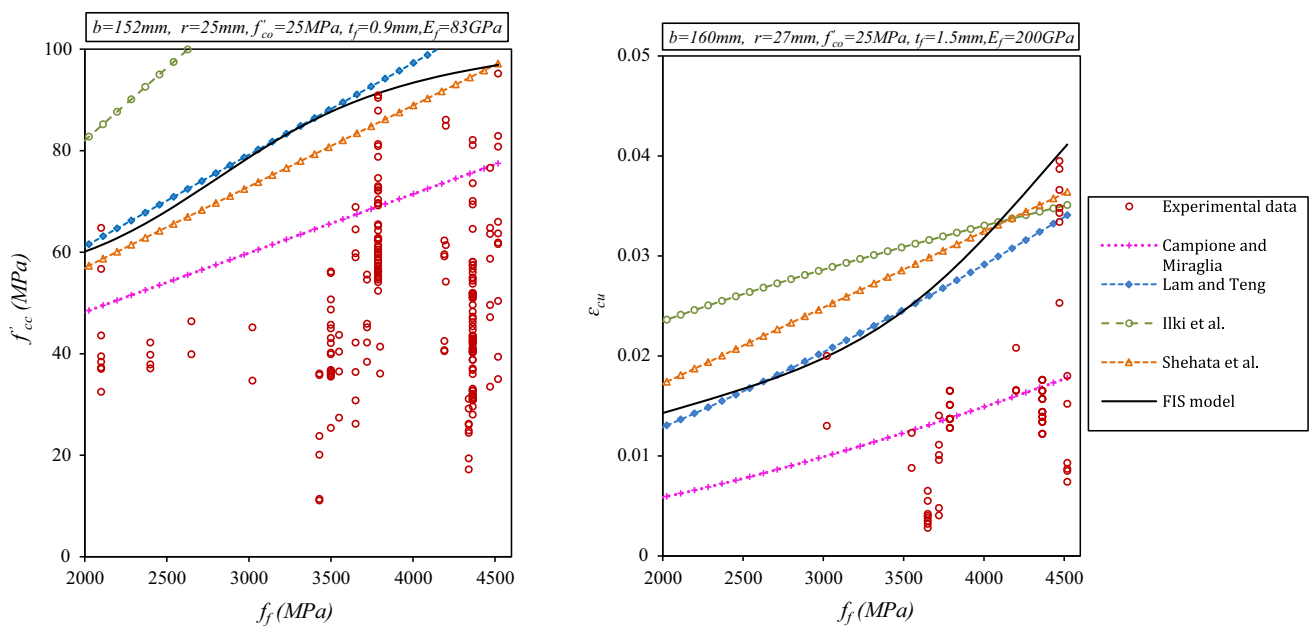 b=152mm, r=25mm, f'co=25MPa, tf=0.9mm,Ef=83GPa
100
80
60
40
20
0
f'cc (MPa)
2000 2500 3000 3500 4000 4500
ff (MPa)
b=160mm, r=27mm, f'co=25MPa, tf=1.5mm,Ef=200GPa
0.05
0.04
0.03
0.02
0.01
0
εcu
2000 2500 3000 3500 4000 4500
ff (MPa)
Experimental data
Campione and
Miraglia
Lam and Teng
Ilki et al.
Shehata et al.
FIS model